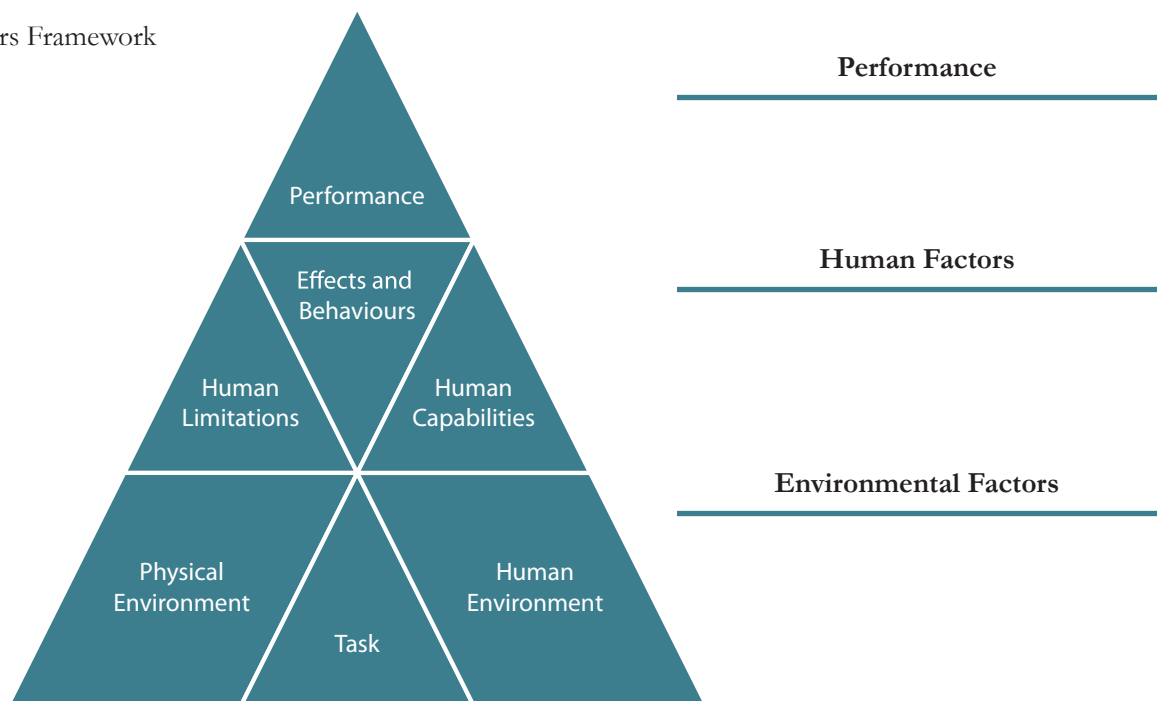 rs Framework
Performance
Performance
Effects and
Behaviours
Human Factors
Human
Limitations
Human
Capabilities
Environmental Factors
Physical
Environment
Human
Environment
Task